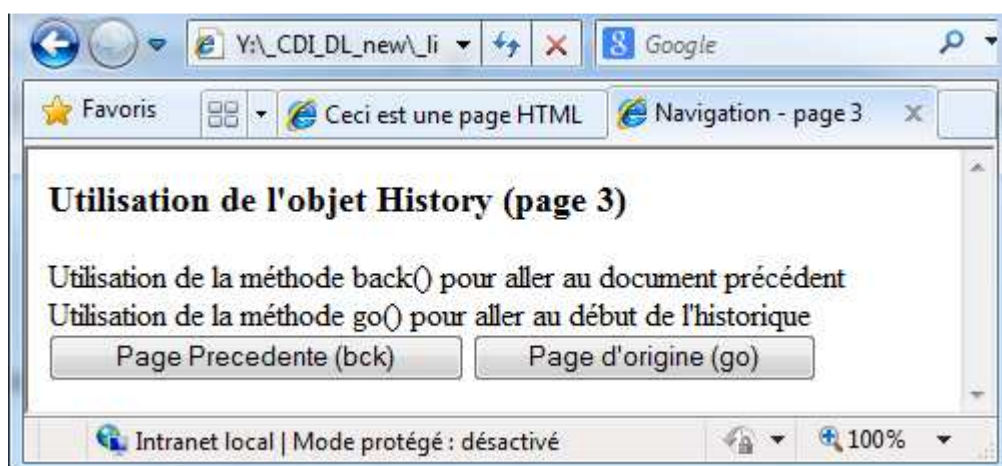 Y:\_CDI_DL_new\_li
Google
Favoris
Ceci est une page HTML
Navigation - page 3
Utilisation de l'objet History (page 3)
Utilisation de la méthode back() pour aller au document précédent
Utilisation de la méthode go() pour aller au début de l'historique
Page Precedente (bck)
Page d'origine (go)
Intranet local | Mode protégé : désactivé
100%